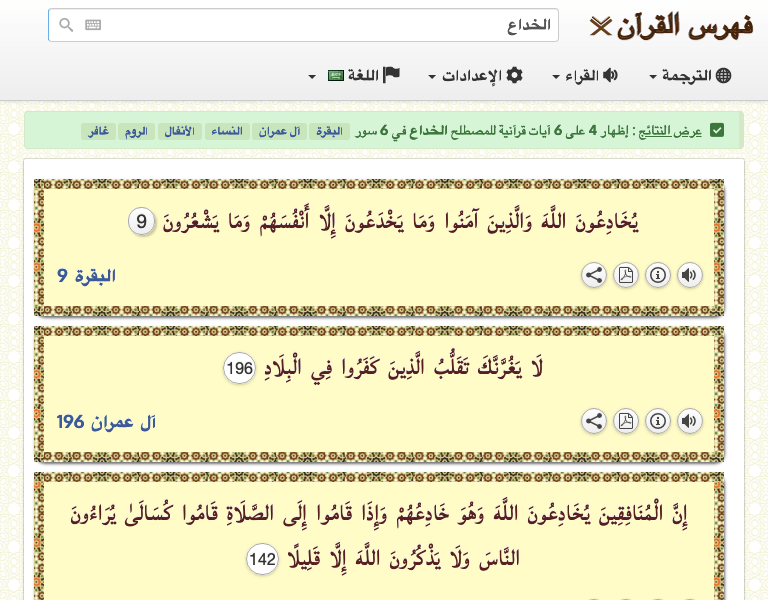 فهرس القرآن
الخداع
الترجمة القراء الإعدادات اللغة
عرض النتائج : إظهار 4 على 6 آيات قرآنية للمصطلح الخداع في 6 سور البقرة آل عمران النساء الأنفال الروم غافر
يُخَادِعُونَ اللَّهَ وَالَّذِينَ آمَنُوا وَمَا يَخْدَعُونَ إِلَّا أَنْفُسَهُمْ وَمَا يَشْعُرُونَ 9
البقرة 9
لَا يَغُرَّنَّكَ تَقَلُّبُ الَّذِينَ كَفَرُوا فِي الْبِلَادِ 196
آل عمران 196
إِنَّ الْمُنَافِقِينَ يُخَادِعُونَ اللَّهَ وَهُوَ خَادِعُهُمْ وَإِذَا قَامُوا إِلَى الصَّلَاةِ قَامُوا كُسَالَىٰ يُرَاءُونَ
النَّاسَ وَلَا يَذْكُرُونَ اللَّهَ إِلَّا قَلِيلًا 142